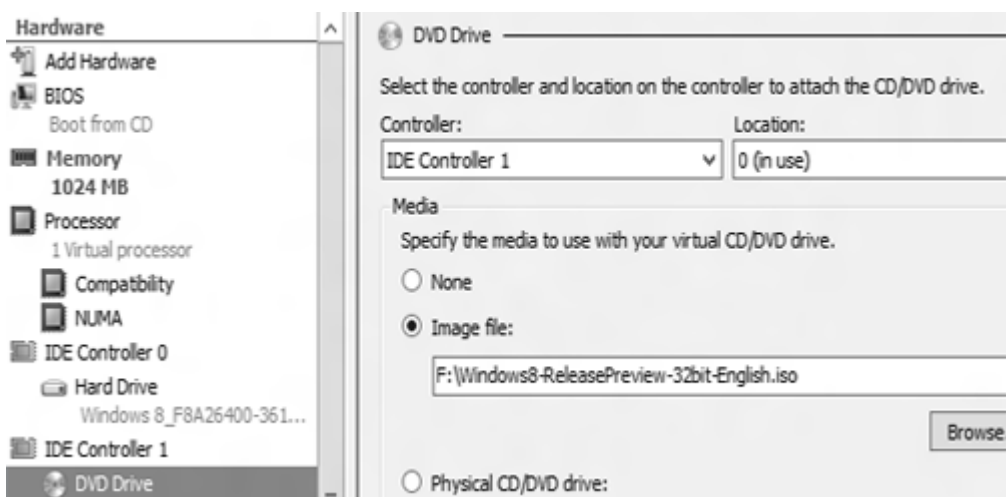 Hardware
Add Hardware
BIOS
Boot from CD
Memory
1024 MB
Processor
1 Virtual processor
Compatibility
NUMA
IDE Controller 0
Hard Drive
Windows 8_F8A26400-361...
IDE Controller 1
DVD Drive
DVD Drive
Select the controller and location on the controller to attach the CD/DVD drive.
Controller:
Location:
IDE Controller 1
0 (in use)
Media
Specify the media to use with your virtual CD/DVD drive.
None
Image file:
F:\Windows8-ReleasePreview-32bit-English.iso
Browse
Physical CD/DVD drive: